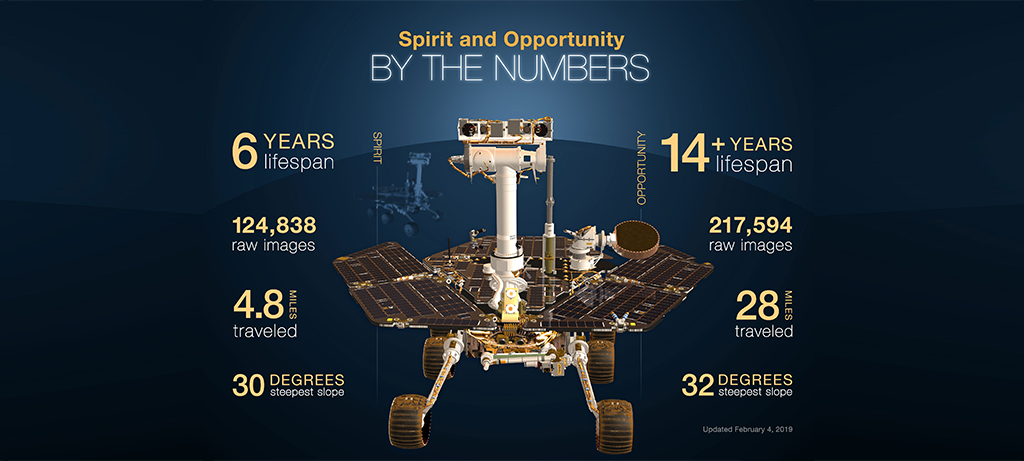 Spirit and Opportunity
BY THE NUMBERS
SPIRIT
6 YEARS
lifespan
124,838
raw images
4.8 MILES
traveled
30 DEGREES
steepest slope
OPPORTUNITY
14+ YEARS
lifespan
217,594
raw images
28 MILES
traveled
32 DEGREES
steepest slope
Updated February 4, 2019